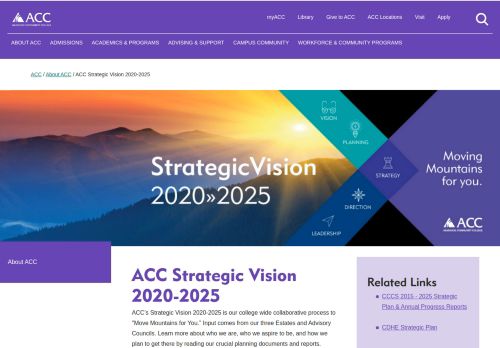 myACC Library Give to ACC ACC Locations Visit Apply
ACC
ARAPAHOE COMMUNITY COLLEGE
ABOUT ACC ADMISSIONS ACADEMICS & PROGRAMS ADVISING & SUPPORT CAMPUS COMMUNITY WORKFORCE & COMMUNITY PROGRAMS
ACC / About ACC / ACC Strategic Vision 2020-2025
VISION
PLANNING
STRATEGY
DIRECTION
LEADERSHIP
StrategicVision
2020»2025
Moving
Mountains
for you.
ACC
ARAPAHOE COMMUNITY COLLEGE
About ACC
ACC Strategic Vision
2020-2025
ACC's Strategic Vision 2020-2025 is our college wide collaborative process to
"Move Mountains for You." Input comes from our three Estates and Advisory
Councils. Learn more about who we are, who we aspire to be, and how we
plan to get there by reading our crucial planning documents and reports.
Related Links
CCCS 2015 - 2025 Strategic
Plan & Annual Progress Reports
CDHE Strategic Plan